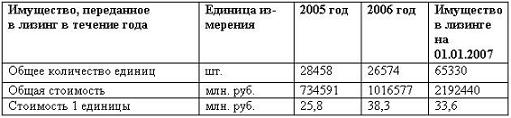 Имущество, переданное Единица из- 2005 год 2006 год Имущество
в лизинг в течение года мерения в лизинге
на
01.01.2007
Общее количество единиц шт. 28458 26574 65330
Общая стоимость млн. руб. 734591 1016577 2192440
Стоимость 1 единицы млн. руб. 25,8 38,3 33,6